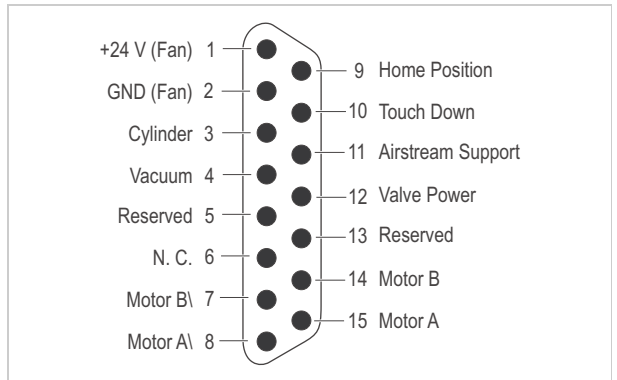 +24 V (Fan) 1
GND (Fan) 2
Cylinder 3
Vacuum 4
Reserved 5
N. C. 6
Motor B\ 7
Motor A\ 8
9 Home Position
10 Touch Down
11 Airstream Support
12 Valve Power
13 Reserved
14 Motor B
15 Motor A